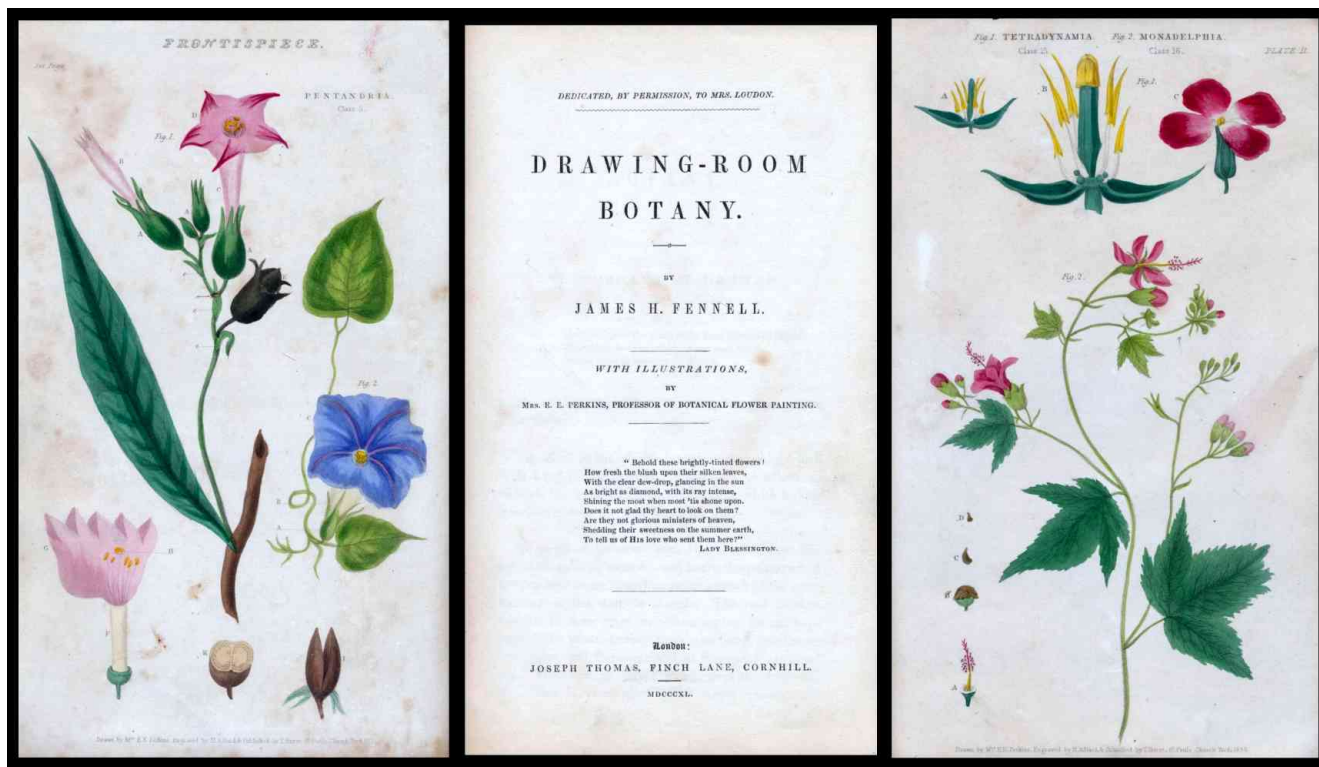 FRONTISPIECE.
PENTANDRIA.
Class 5.
Fig. 1.
D
B
C
A
Fig. 2.
G
H
F
K
I
DEDICATED, BY PERMISSION, TO MRS. LOUDON.
DRAWING-ROOM
BOTANY.
BY
JAMES H. FENNELL.
WITH ILLUSTRATIONS,
BY
MRS. E. E. PERKINS, PROFESSOR OF BOTANICAL FLOWER PAINTING.
" Behold these brightly-tinted flowers!
How fresh the blush upon their silken leaves,
With the clear dew-drop, glancing in the sun
As bright as diamond, with its ray intense,
Shining the most when most 'tis shone upon.
Does it not glad thy heart to look on them?
Are they not glorious ministers of heaven,
Shedding their sweetness on the summer earth,
To tell us of HIS love who sent them here?"
LADY BLESSINGTON.
London:
JOSEPH THOMAS, FINCH LANE, CORNHILL.
MDCCCXL.
Fig. 1. TETRADYNAMIA. Fig. 2. MONADELPHIA.
Class 15. Class 16. PLATE II.
Fig. 1.
A
B
C
Fig. 2.
D
C
B
A
Drawn by Mrs E.E. Perkins, Engraved by